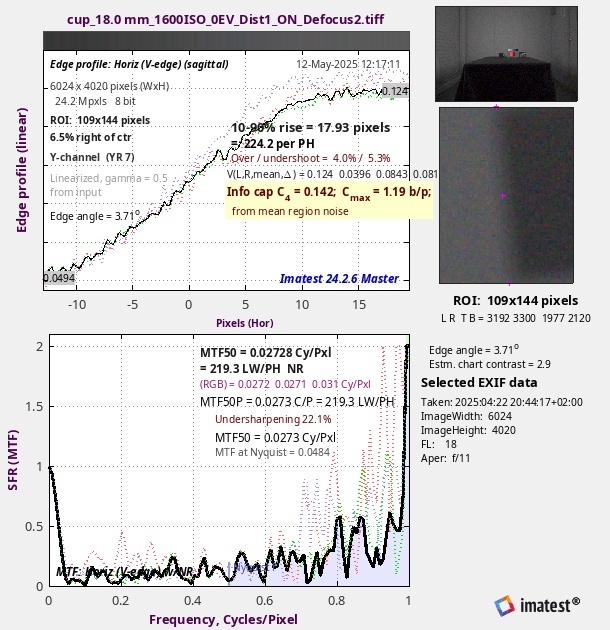 cup_18.0 mm_1600ISO_0EV_Dist1_ON_Defocus2.tiff
Edge profile: Horiz (V-edge) (sagittal)
12-May-2025 12:17:11
6024 x 4020 pixels (WxH)
24.2 Mpxls 8 bit
ROI: 109x144 pixels
6.5% right of ctr
Y-channel (YR 7)
Linearized, gamma = 0.5
from input
Edge angle = 3.71o
0.124
10-90% rise = 17.93 pixels
= 224.2 per PH
Over / undershoot = 4.0% / 5.3%
V(L,R,mean,Δ) = 0.124 0.0396 0.0843 0.081
Info cap C4 = 0.142; Cmax = 1.19 b/p;
from mean region noise
0.0494
Imatest 24.2.6 Master
Edge profile (linear)
-10 -5 0 5 10 15
Pixels (Hor)
ROI: 109x144 pixels
L R T B = 3192 3300 1977 2120
Edge angle = 3.71o
Estm. chart contrast = 2.9
Selected EXIF data
Taken: 2025:04:22 20:44:17+02:00
ImageWidth: 6024
ImageHeight: 4020
FL: 18
Aper: f/11
MTF50 = 0.02728 Cy/Pxl
= 219.3 LW/PH NR
(RGB) = 0.0272 0.0271 0.031 Cy/Pxl
MTF50P = 0.0273 C/P = 219.3 LW/PH
Undersharpening 22.1%
MTF50 = 0.0273 Cy/Pxl
MTF at Nyquist = 0.0484
SFR (MTF)
2
1.5
1
0.5
0
MTF: Horiz (V-edge) (w/NR
0 0.2 0.4 0.6 0.8 1
Frequency, Cycles/Pixel
imatest®